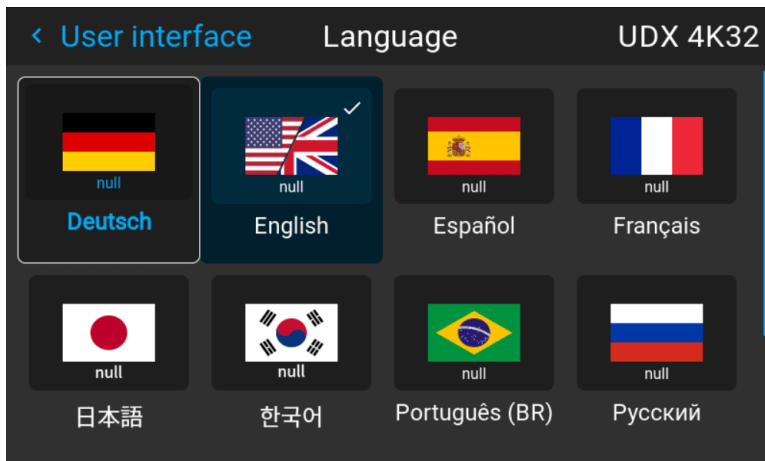 User interface
Language
UDX 4K32
null
Deutsch
null
English
null
Español
null
Français
null
日本語
null
한국어
null
Português (BR)
null
Русский